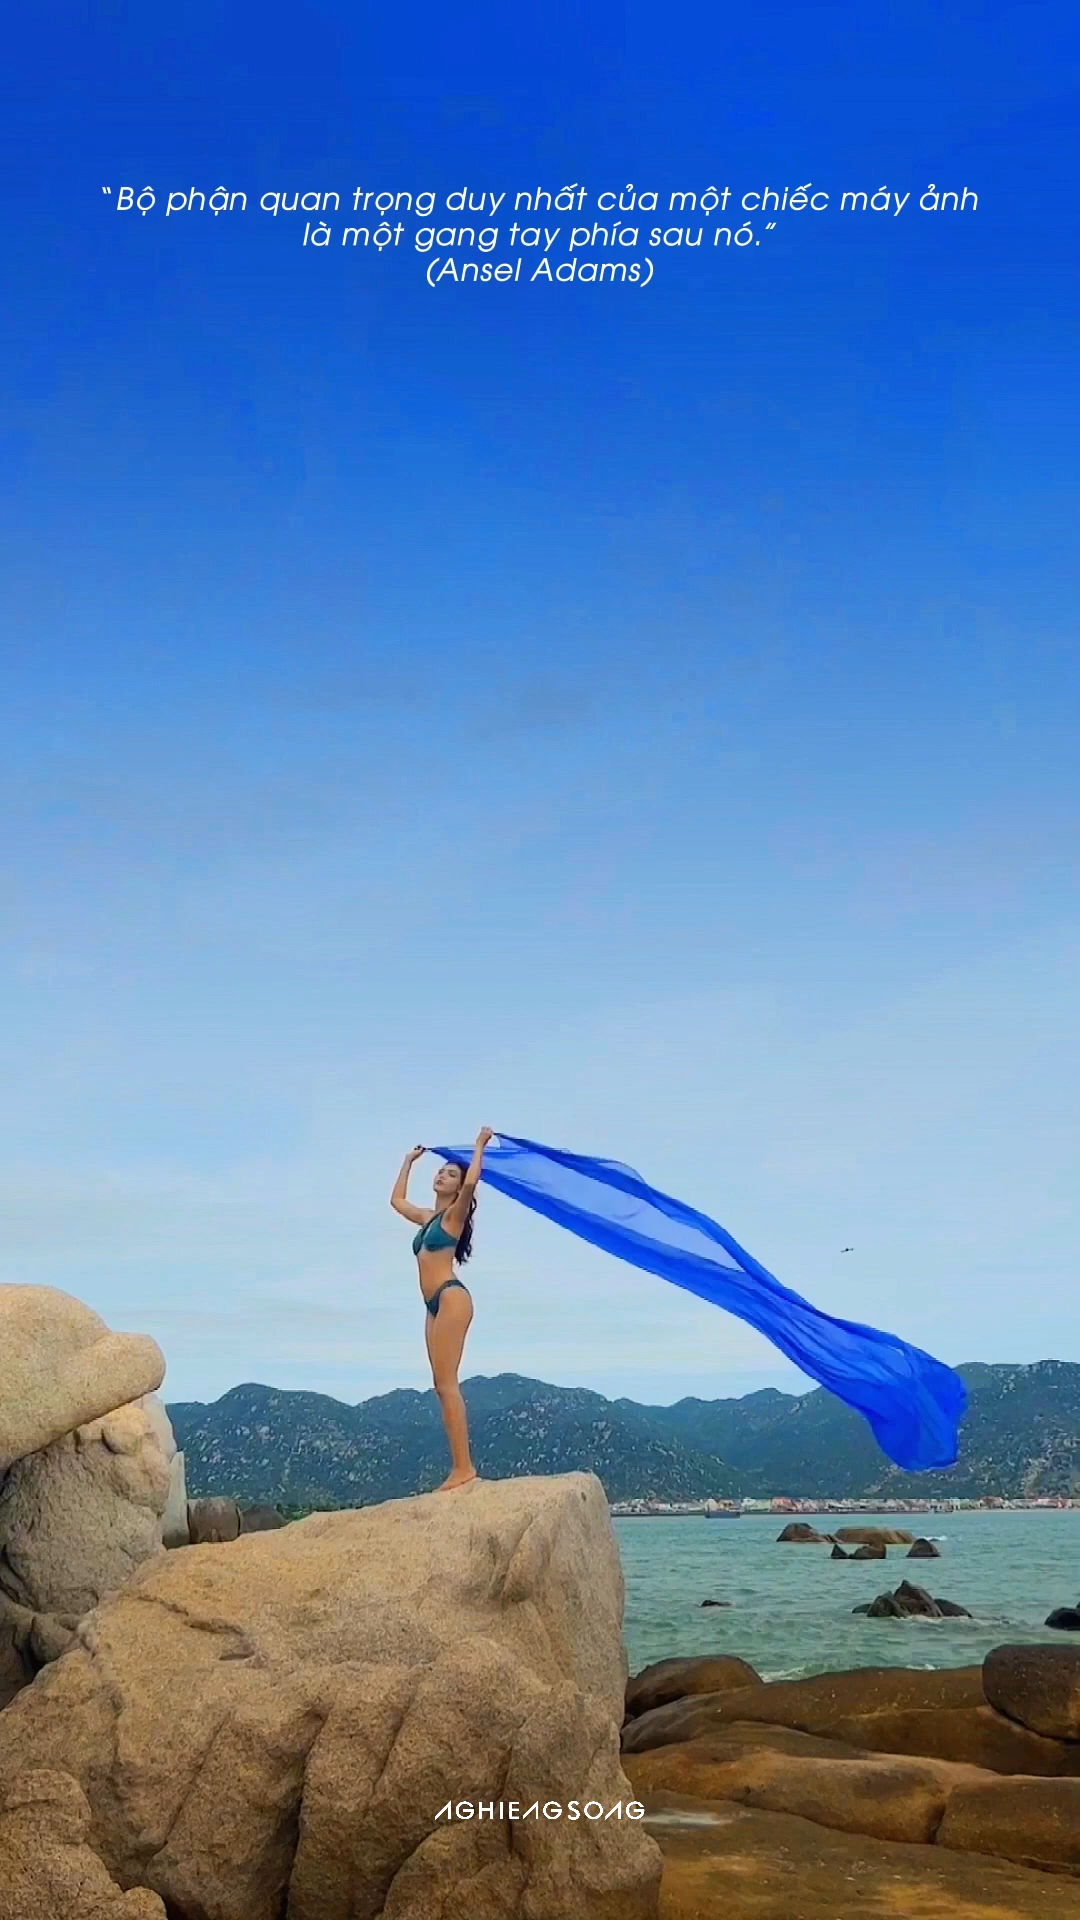 “Bộ phận quan trọng duy nhất của một chiếc máy ảnh
là một gang tay phía sau nó.”
(Ansel Adams)
NGHIENGSONG